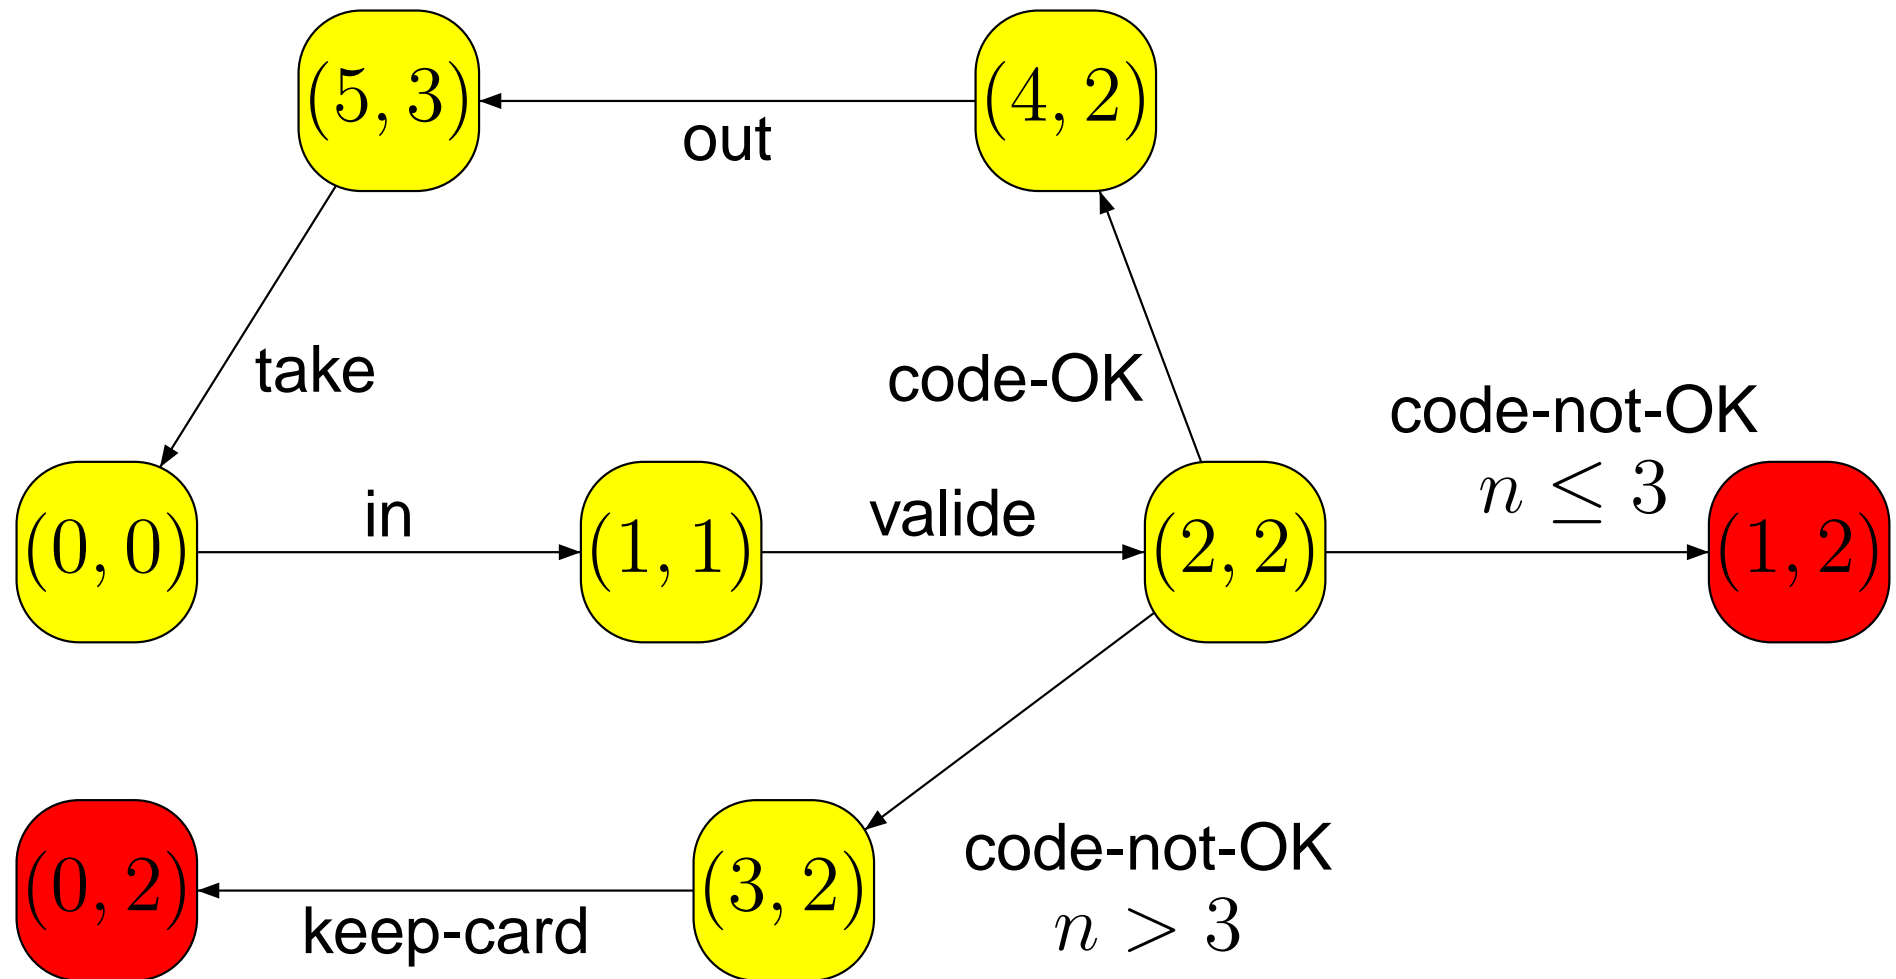 (5, 3)
(4, 2)
out
take
code-OK
code-not-OK
n ≤ 3
(0, 0)
in
(1, 1)
valide
(2, 2)
(1, 2)
(0, 2)
keep-card
(3, 2)
code-not-OK
n > 3